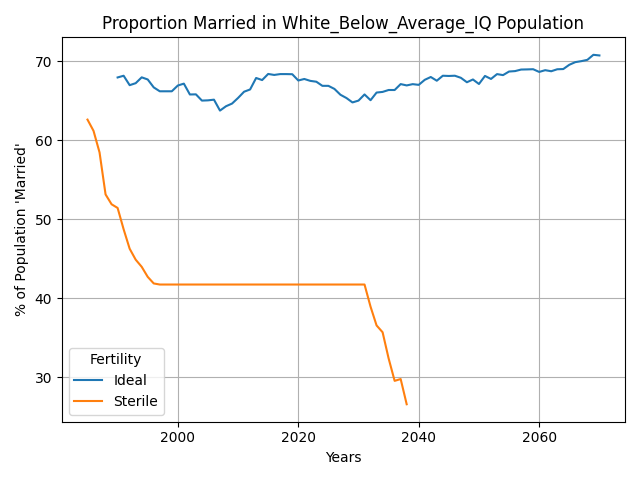 Proportion Married in White_Below_Average_IQ Population
% of Population 'Married'
70
60
50
40
30
Fertility
Ideal
Sterile
2000 2020 2040 2060
Years